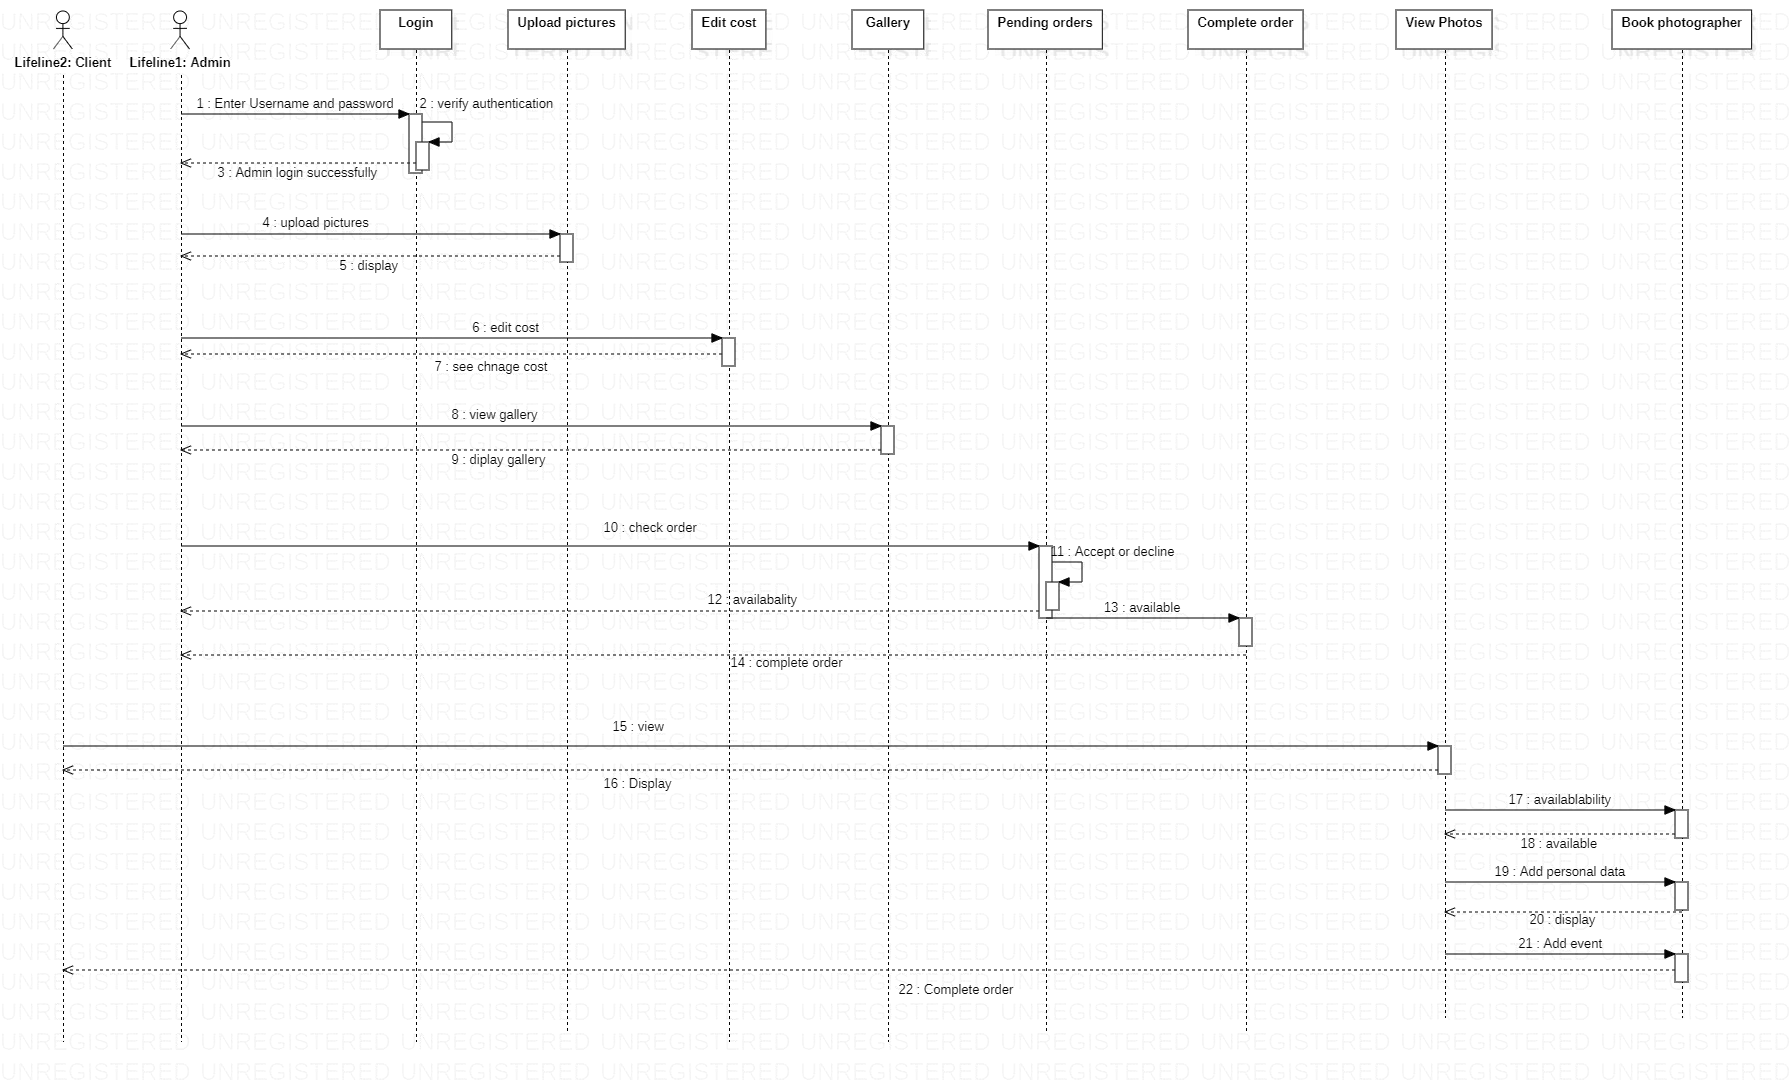 Login
Upload pictures
Edit cost
Gallery
Pending orders
Complete order
View Photos
Book photographer
Lifeline2: Client
Lifeline1: Admin
1 : Enter Username and password
2 : verify authentication
3 : Admin login successfully
4 : upload pictures
5 : display
6 : edit cost
7 : see chnage cost
8 : view gallery
9 : diplay gallery
10 : check order
11 : Accept or decline
12 : availabality
13 : available
14 : complete order
15 : view
16 : Display
17 : availablability
18 : available
19 : Add personal data
20 : display
21 : Add event
22 : Complete order
UNREGISTERED